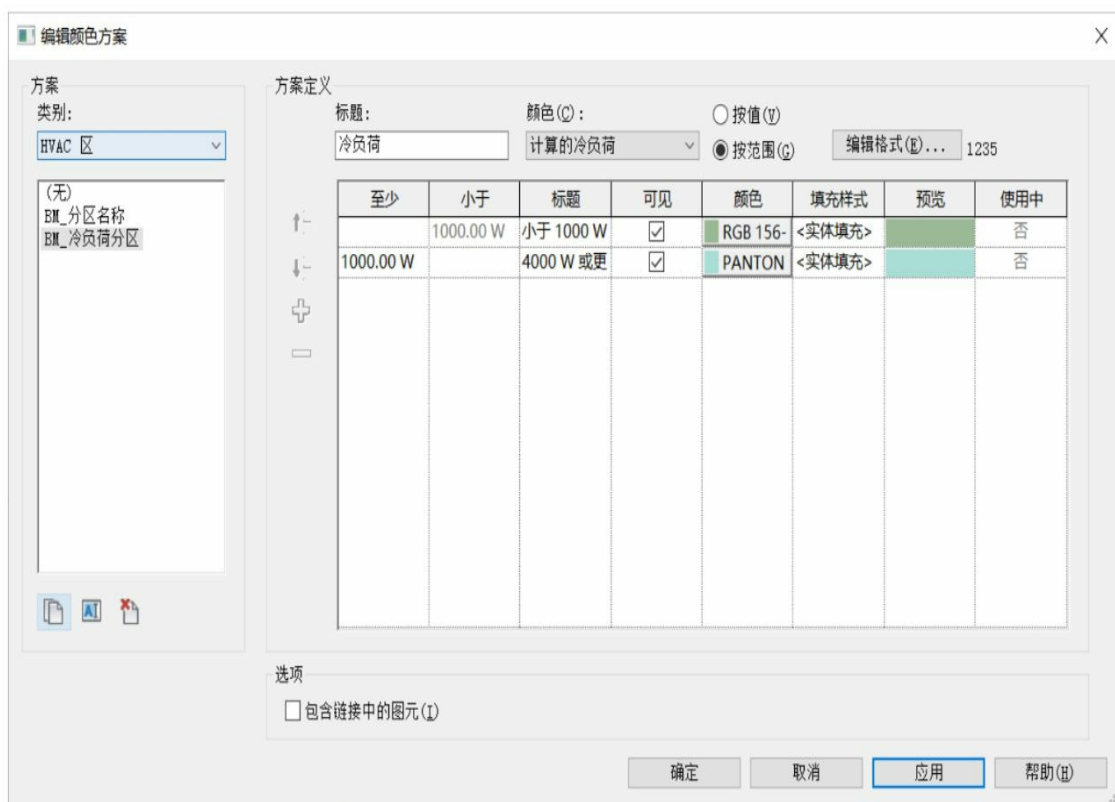 编辑颜色方案
方案
类别:
HVAC 区
(无)
BM_分区名称
BM_冷负荷分区
方案定义
标题:
颜色(C):
冷负荷
计算的冷负荷
按值(V)
按范围(G)
编辑格式(E)...
1235
至少 小于 标题 可见 颜色 填充样式 预览 使用中
1000.00 W 小于 1000 W RGB 156- <实体填充> 否
1000.00 W 4000 W 或更 PANTON <实体填充> 否
选项
包含链接中的图元(I)
确定 取消 应用 帮助(H)